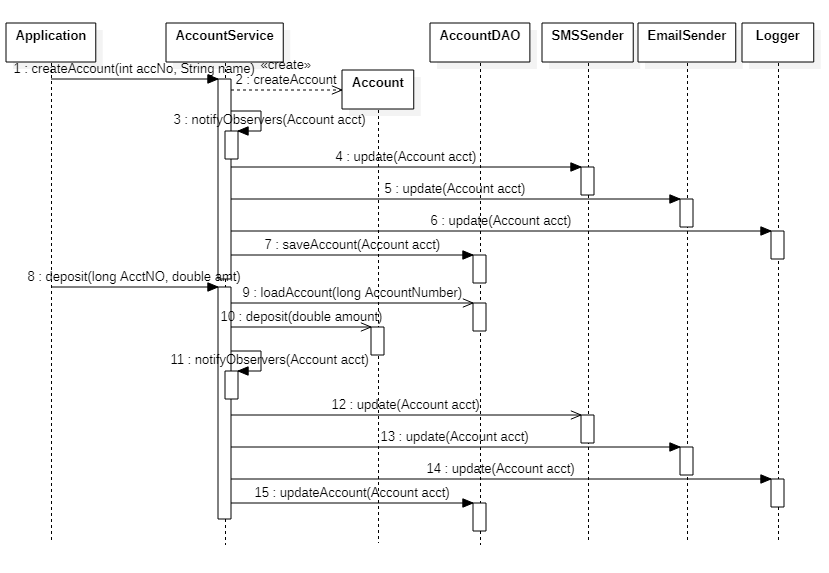 Application
AccountService
AccountDAO
SMSSender
EmailSender
Logger
1 : createAccount(int accNo, String name)
«create»
2 : createAccount
Account
3 : notifyObservers(Account acct)
4 : update(Account acct)
5 : update(Account acct)
6 : update(Account acct)
7 : saveAccount(Account acct)
8 : deposit(long AcctNO, double amt)
9 : loadAccount(long AccountNumber)
10 : deposit(double amount)
11 : notifyObservers(Account acct)
12 : update(Account acct)
13 : update(Account acct)
14 : update(Account acct)
15 : updateAccount(Account acct)